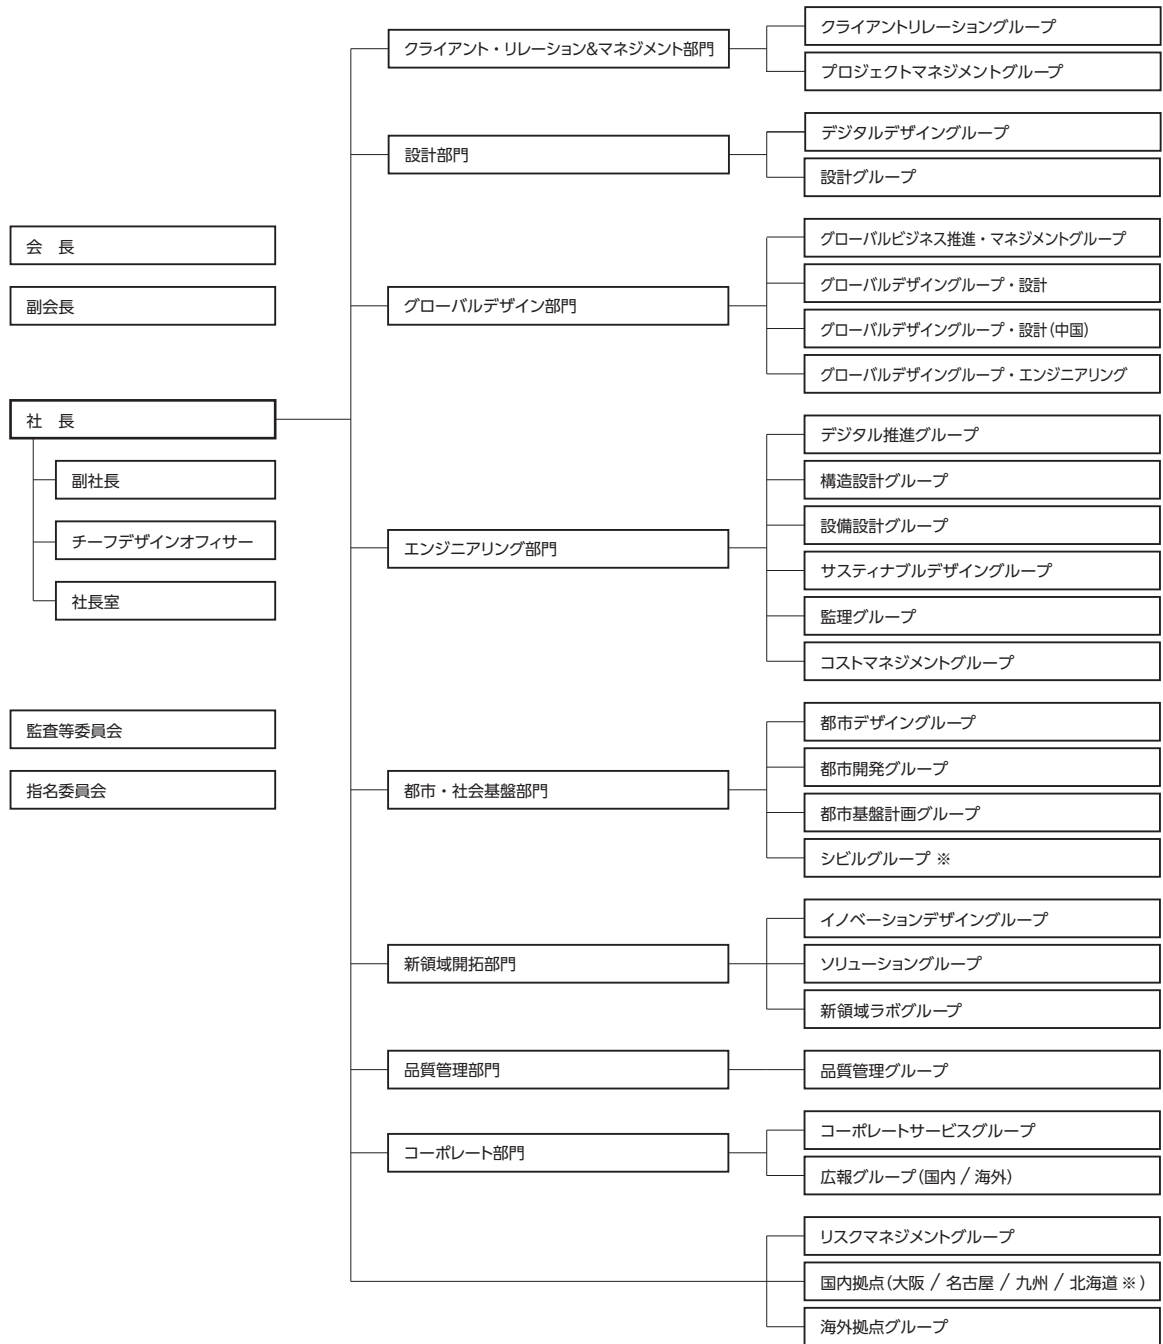 会　長
副会長
社　長
副社長
チーフデザインオフィサー
社長室
監査等委員会
指名委員会
クライアント・リレーション&マネジメント部門
クライアントリレーショングループ
プロジェクトマネジメントグループ
設計部門
デジタルデザイングループ
設計グループ
グローバルデザイン部門
グローバルビジネス推進・マネジメントグループ
グローバルデザイングループ・設計
グローバルデザイングループ・設計(中国)
グローバルデザイングループ・エンジニアリング
エンジニアリング部門
デジタル推進グループ
構造設計グループ
設備設計グループ
サスティナブルデザイングループ
監理グループ
コストマネジメントグループ
都市・社会基盤部門
都市デザイングループ
都市開発グループ
都市基盤計画グループ
シビルグループ ※
新領域開拓部門
イノベーションデザイングループ
ソリューショングループ
新領域ラボグループ
品質管理部門
品質管理グループ
コーポレート部門
コーポレートサービスグループ
広報グループ(国内 / 海外)
リスクマネジメントグループ
国内拠点(大阪 / 名古屋 / 九州 / 北海道 ※)
海外拠点グループ